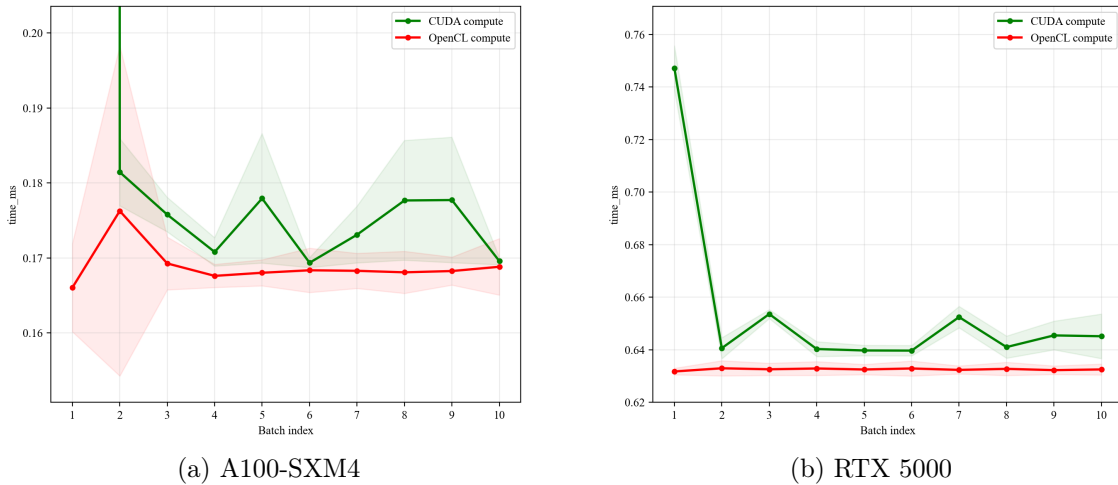 CUDA compute
OpenCL compute
0.20
0.19
0.18
0.17
0.16
time_ms
1 2 3 4 5 6 7 8 9 10
Batch index
(a) A100-SXM4
CUDA compute
OpenCL compute
0.76
0.74
0.72
0.70
0.68
0.66
0.64
0.62
time_ms
1 2 3 4 5 6 7 8 9 10
Batch index
(b) RTX 5000